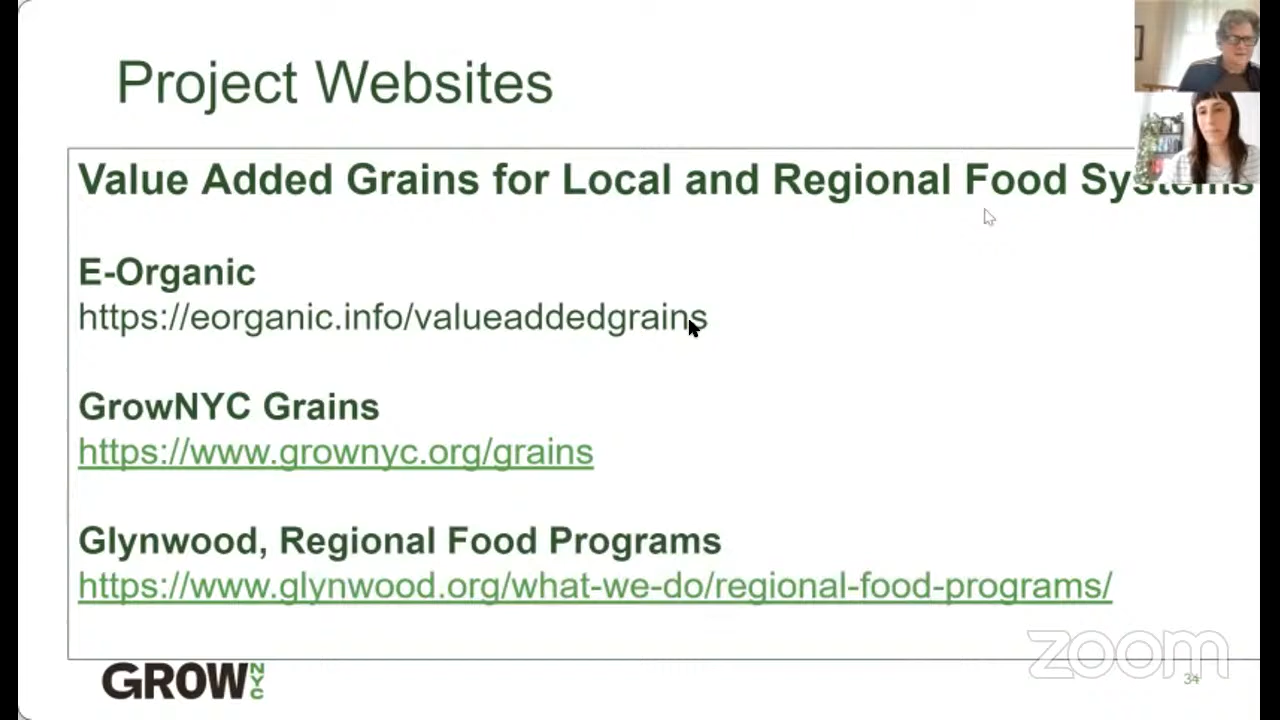 Project Websites
Value Added Grains for Local and Regional Food Systems
E-Organic
https://eorganic.info/valueaddedgrains
GrowNYC Grains
https://www.grownyc.org/grains
Glynwood, Regional Food Programs
https://www.glynwood.org/what-we-do/regional-food-programs/
zoom
34
GROWNYC